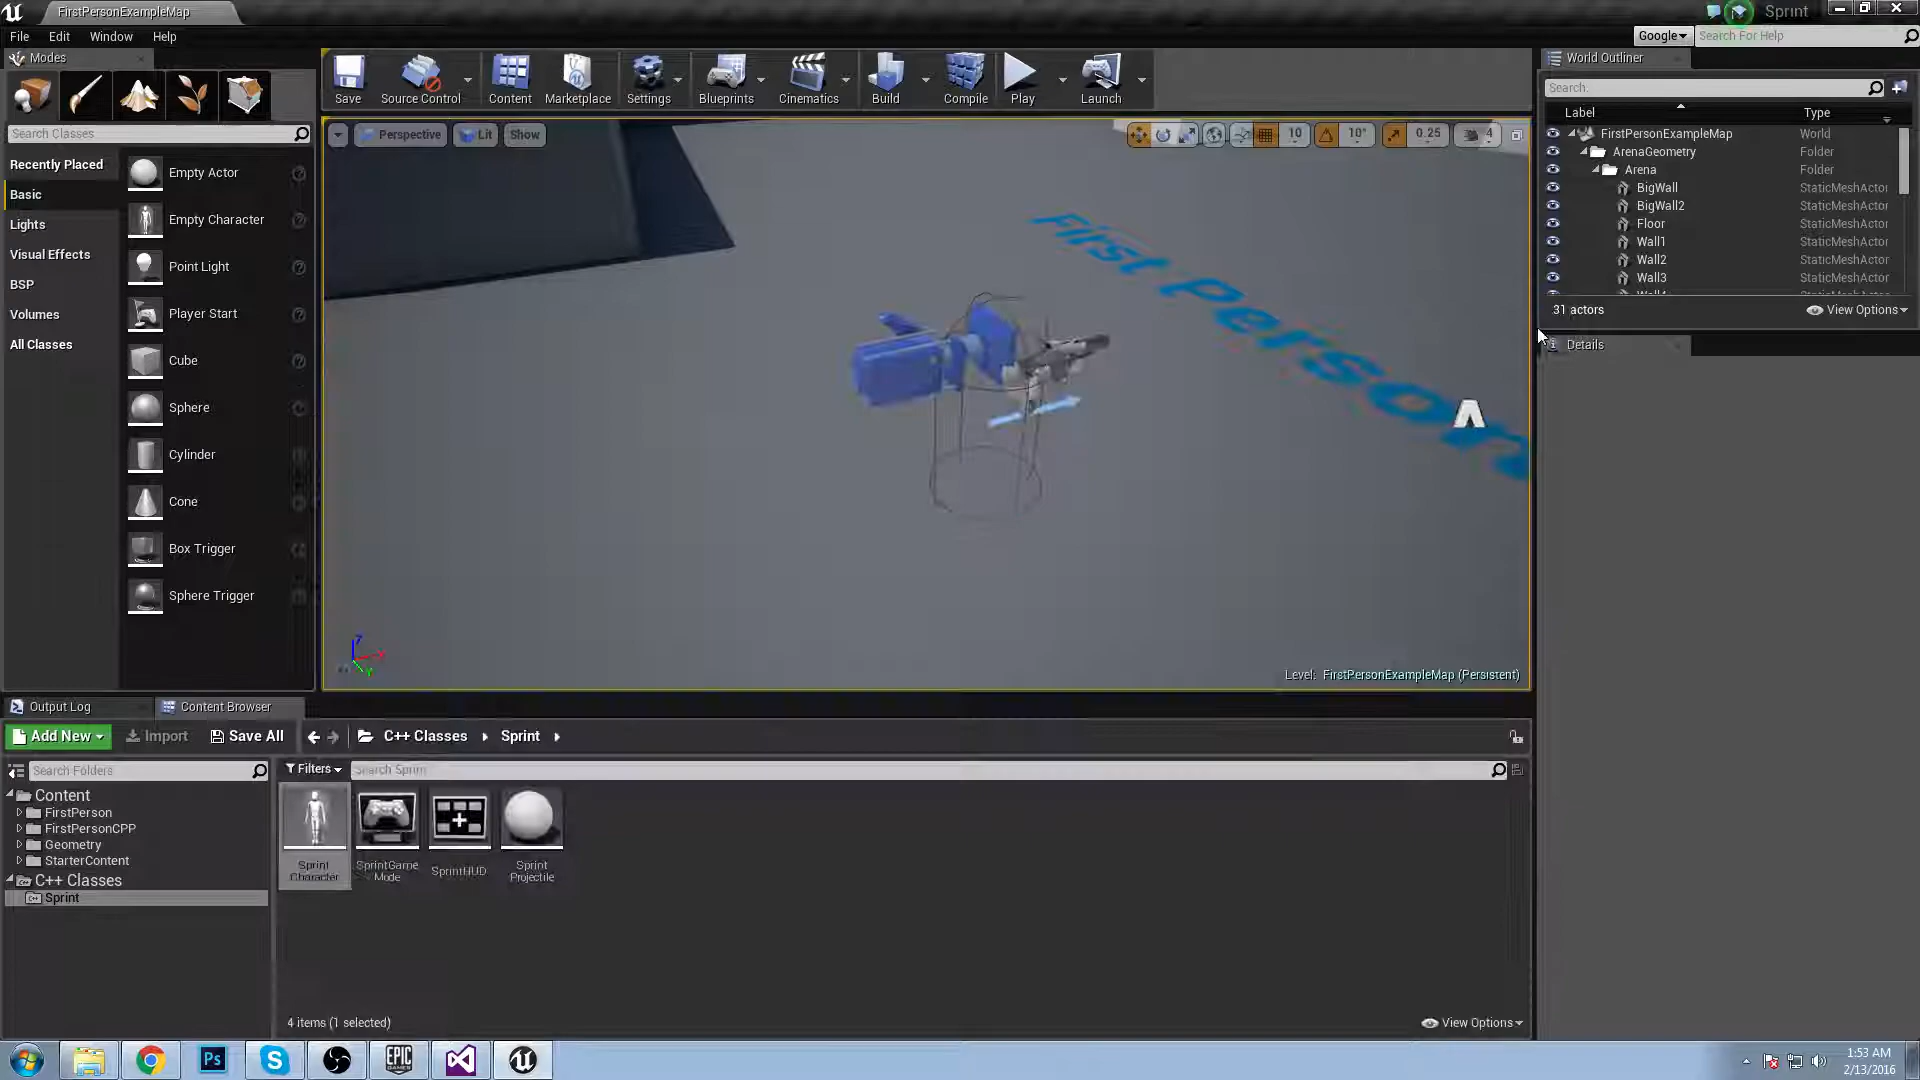 FirstPersonExampleMap
Sprint
File Edit Window Help
Google
Search For Help
Modes
World Outliner
Save
Source Control
Content
Marketplace
Settings
Blueprints
Cinematics
Build
Compile
Play
Launch
Search Classes
Search:
Label Type
Perspective Lit Show
10
10°
0.25
4
Recently Placed
Basic
Lights
Visual Effects
BSP
Volumes
All Classes
Empty Actor
Empty Character
Point Light
Player Start
Cube
Sphere
Cylinder
Cone
Box Trigger
Sphere Trigger
First Person
FirstPersonExampleMap World
ArenaGeometry Folder
Arena Folder
BigWall StaticMeshActor
BigWall2 StaticMeshActor
Floor StaticMeshActor
Wall1 StaticMeshActor
Wall2 StaticMeshActor
Wall3 StaticMeshActor
31 actors
View Options
Details
Z
X
Y
Level: FirstPersonExampleMap (Persistent)
Output Log
Content Browser
Add New
Import
Save All
C++ Classes
Sprint
Search Folders
Filters
Search Sprint
Content
FirstPerson
FirstPersonCPP
Geometry
StarterContent
C++ Classes
Sprint
Sprint
Character
SprintGame
Mode
SprintHUD
Sprint
Projectile
4 items (1 selected)
View Options
Ps
EPIC
GAMES
1:53 AM
2/13/2016